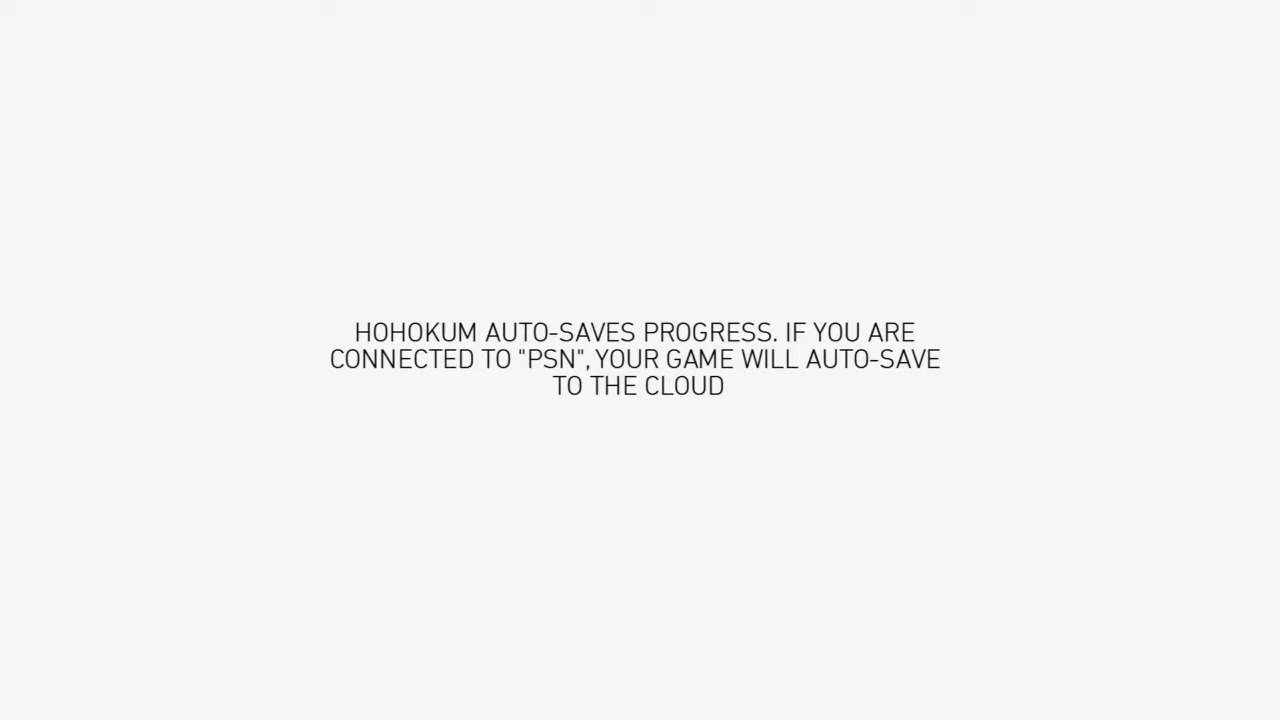 HOHOKUM AUTO-SAVES PROGRESS. IF YOU ARE
CONNECTED TO "PSN", YOUR GAME WILL AUTO-SAVE
TO THE CLOUD